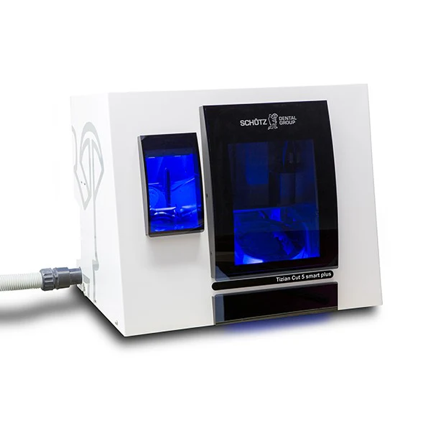 SCHÜTZ DENTAL
GROUP
Tizian Cut 5 smart plus